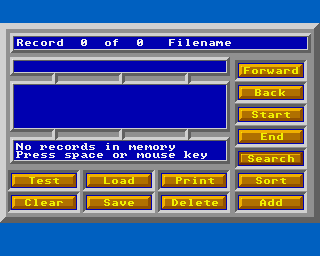 Record 0 of 0 Filename
Forward
Back
Start
End
No records in memory
Press space or mouse key
Search
Test Load Print Sort
Clear Save Delete Add